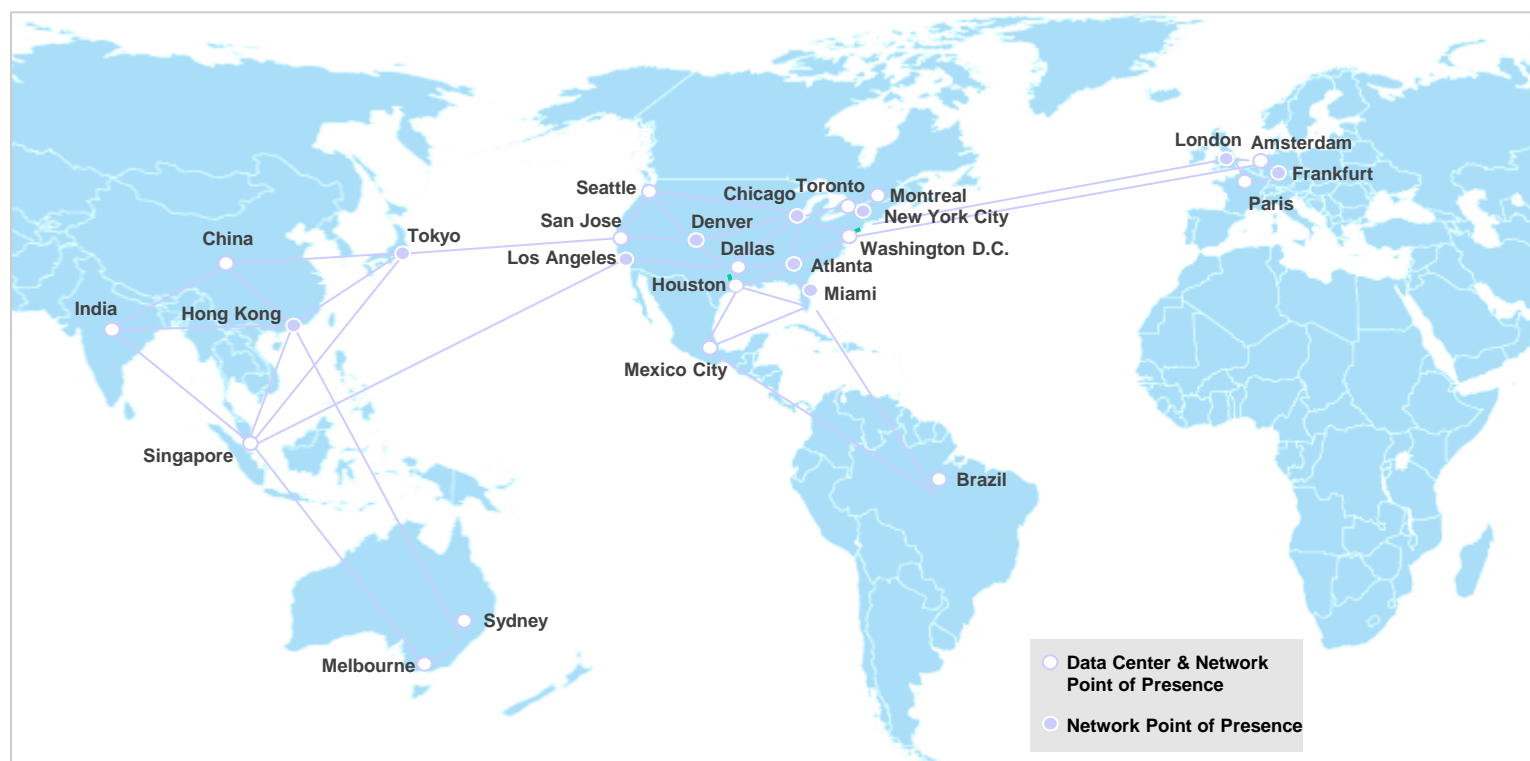 London
Amsterdam
Frankfurt
Paris
Seattle
Chicago
Toronto
Montreal
New York City
San Jose
Denver
Washington D.C.
China
Tokyo
Dallas
Los Angeles
Atlanta
Houston
Miami
India
Hong Kong
Mexico City
Singapore
Brazil
Sydney
Melbourne
Data Center & Network
Point of Presence
Network Point of Presence